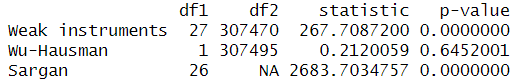 df1 df2 statistic p-value
Weak instruments 27 307470 267.7087200 0.0000000
Wu-Hausman 1 307495 0.2120059 0.6452001
Sargan 26 NA 2683.7034757 0.0000000